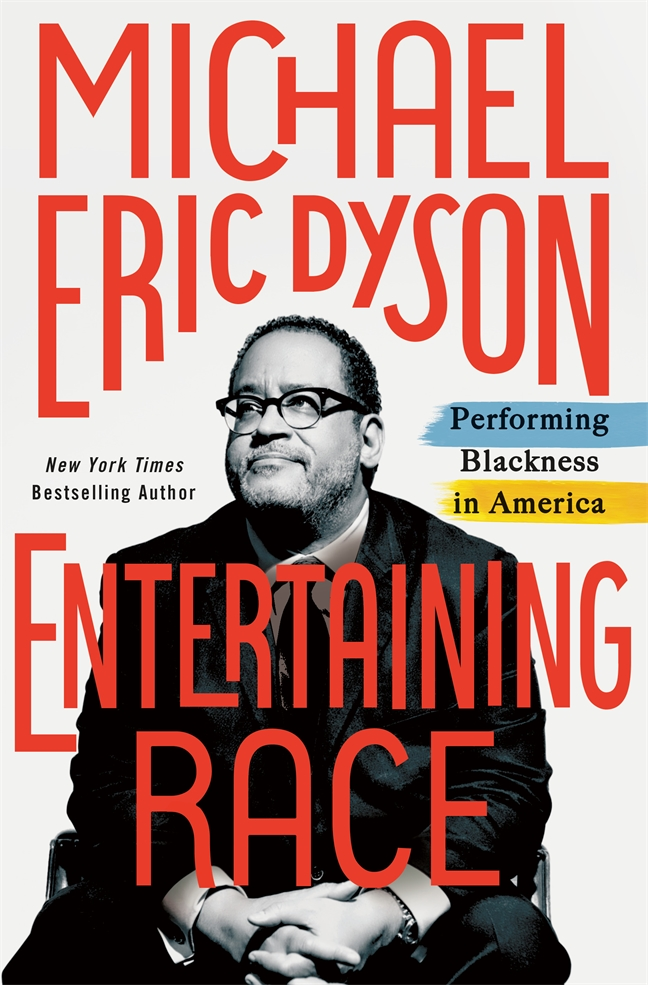 MICHAEL
ERIC DYSON
Performing
Blackness
in America
New York Times
Bestselling Author
ENTERTAINING
RACE